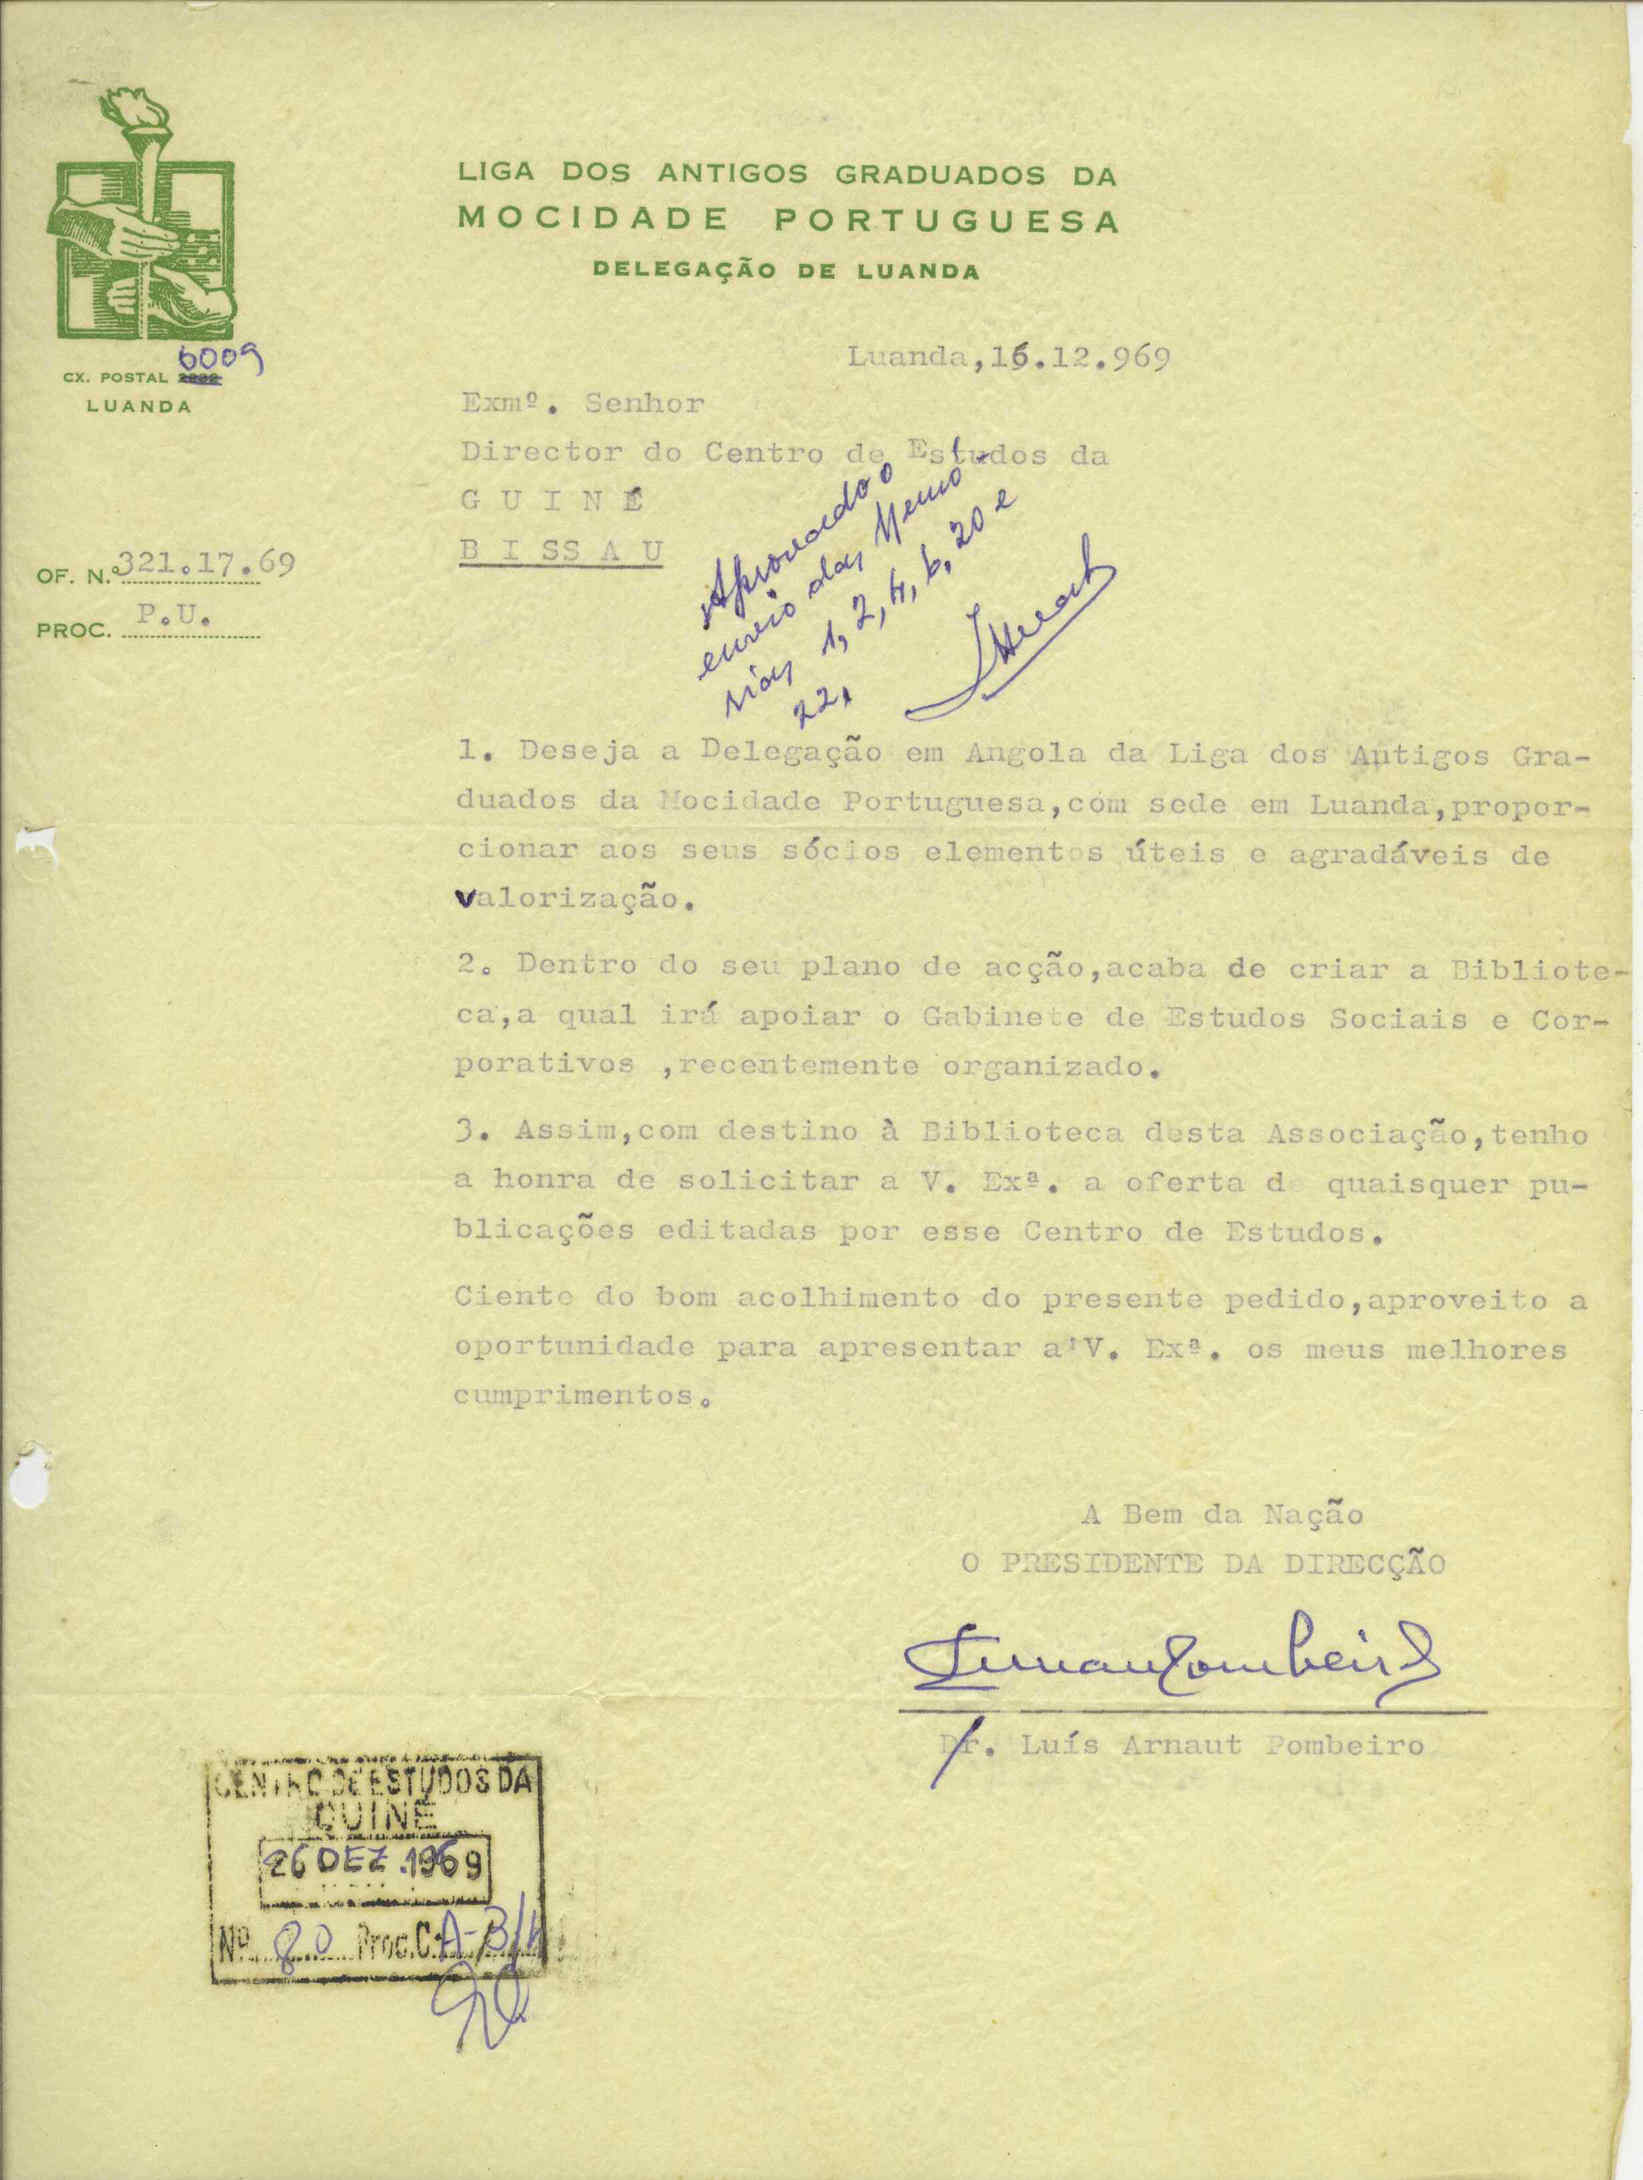 LIGA DOS ANTIGOS GRADUADOS DA
MOCIDADE PORTUGUESA
DELEGAÇÃO DE LUANDA
6009
CX. POSTAL
LUANDA
Luanda,16.12.969
Exmº. Senhor
Director do Centro de Estudos da
G U I N É
B I SS A U
OF. N.º 321.17.69
PROC. P.U.
Aprovado o
envio das Memó-
rias 1, 2, 4, 6, 20 e
22,
1. Deseja a Delegação em Angola da Liga dos Antigos Gra-
duados da Mocidade Portuguesa,com sede em Luanda,propor-
cionar aos seus sócios elementos úteis e agradáveis de
valorização.
2. Dentro do seu plano de acção,acaba de criar a Bibliote-
ca,a qual irá apoiar o Gabinete de Estudos Sociais e Cor-
porativos ,recentemente organizado.
3. Assim,com destino à Biblioteca desta Associação,tenho
a honra de solicitar a V. Exª. a oferta de quaisquer pu-
blicações editadas por esse Centro de Estudos.
Ciente do bom acolhimento do presente pedido,aproveito a
oportunidade para apresentar a'V. Exª. os meus melhores
cumprimentos.
A Bem da Nação
O PRESIDENTE DA DIRECÇÃO
Dr. Luís Arnaut Pombeiro
CENTRO DE ESTUDOS DA
GUINÉ
26 DEZ. 1969
Nº 80 Proc.C: A-B/4